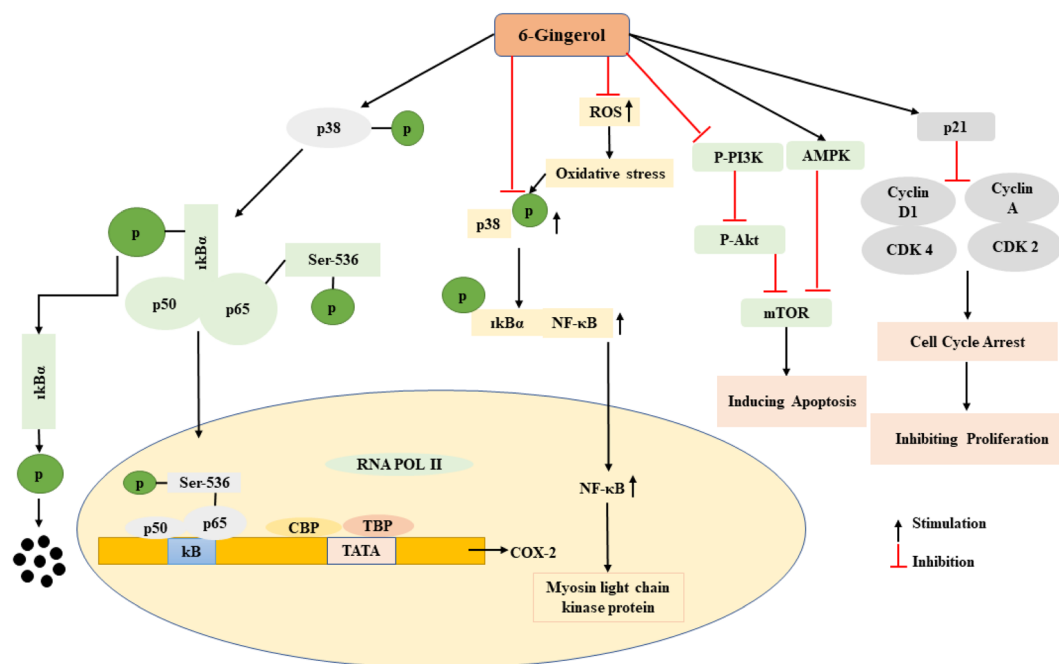 6-Gingerol
p38
p
ROS
p21
P-PI3K
AMPK
Oxidative stress
Cyclin
D1
Cyclin
A
p
p38
p
ıkBα
Ser-536
P-Akt
CDK 4
CDK 2
p50
p65
p
p
ıkBα
NF-κB
mTOR
Cell Cycle Arrest
ıkBα
Inducing Apoptosis
Inhibiting Proliferation
p
RNA POL II
p
Ser-536
NF-κB
p50
p65
CBP
TBP
kB
TATA
COX-2
Stimulation
Inhibition
Myosin light chain
kinase protein